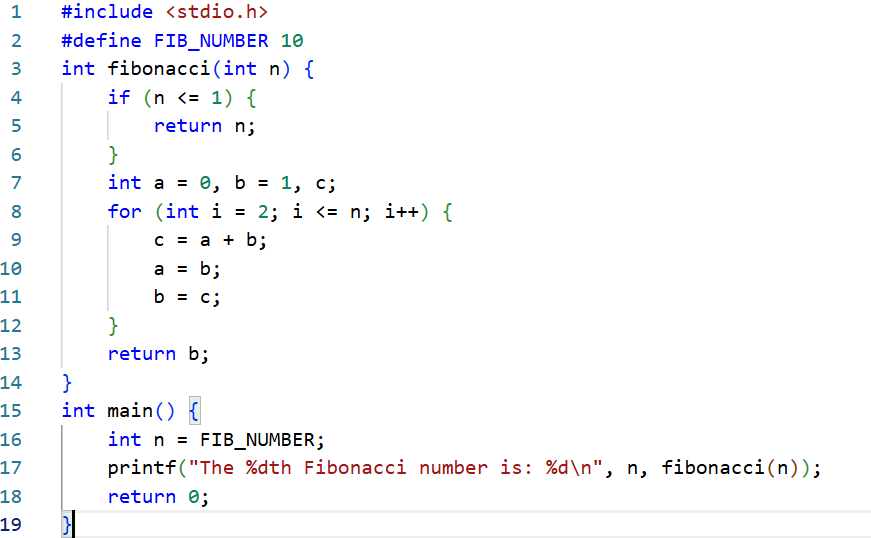 1 #include <stdio.h>
2 #define FIB_NUMBER 10
3 int fibonacci(int n) {
4     if (n <= 1) {
5         return n;
6     }
7     int a = 0, b = 1, c;
8     for (int i = 2; i <= n; i++) {
9         c = a + b;
10         a = b;
11         b = c;
12     }
13     return b;
14 }
15 int main() {
16     int n = FIB_NUMBER;
17     printf("The %dth Fibonacci number is: %d\n", n, fibonacci(n));
18     return 0;
19 }